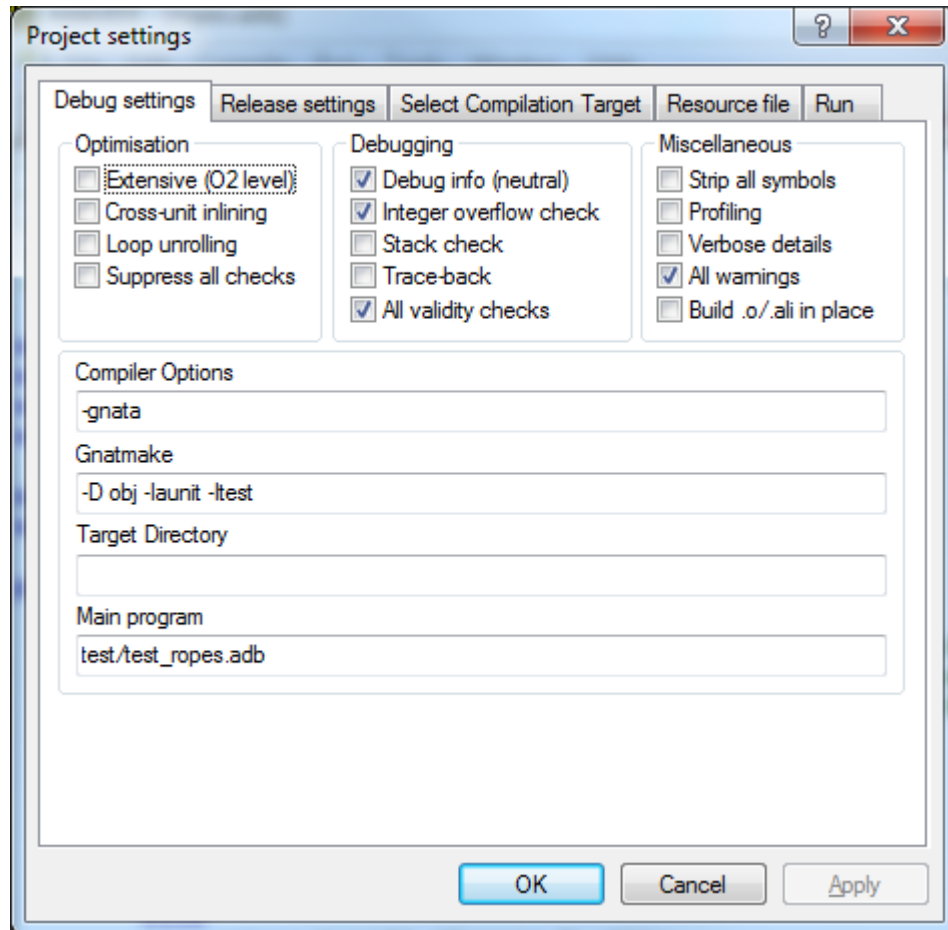 Project settings
Debug settings Release settings Select Compilation Target Resource file Run
Optimisation
Extensive (O2 level)
Cross-unit inlining
Loop unrolling
Suppress all checks
Debugging
Debug info (neutral)
Integer overflow check
Stack check
Trace-back
All validity checks
Miscellaneous
Strip all symbols
Profiling
Verbose details
All warnings
Build .o/.ali in place
Compiler Options
-gnata
Gnatmake
-D obj -Iaunit -Itest
Target Directory
Main program
test/test_ropes.adb
OK Cancel Apply